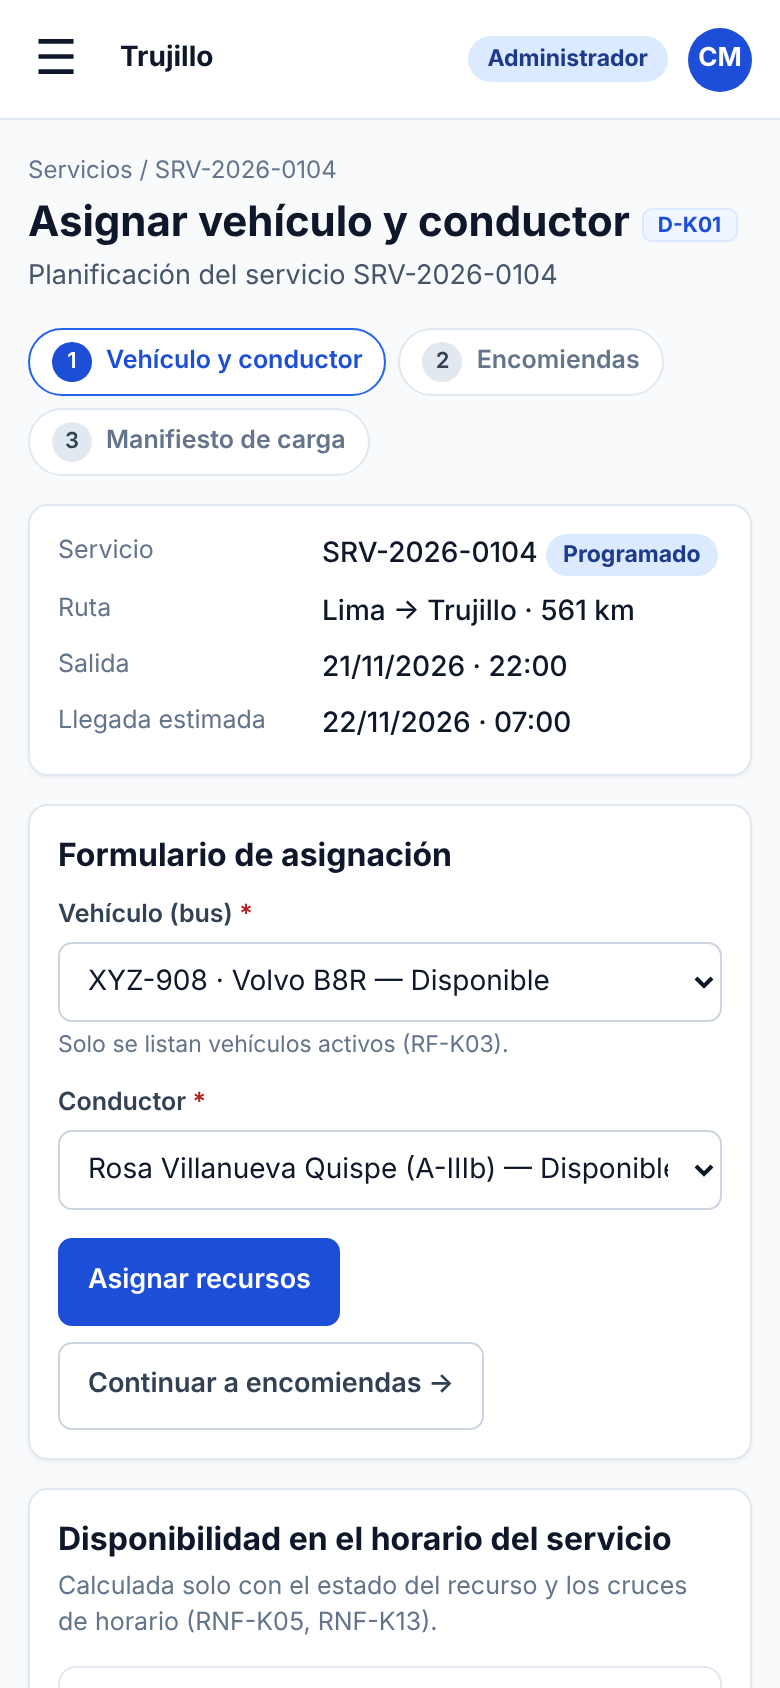 ☰ Trujillo Administrador CM
Servicios / SRV-2026-0104
Asignar vehículo y conductor D-K01
Planificación del servicio SRV-2026-0104
1 Vehículo y conductor 2 Encomiendas
3 Manifiesto de carga
Servicio SRV-2026-0104 Programado
Ruta Lima → Trujillo · 561 km
Salida 21/11/2026 · 22:00
Llegada estimada 22/11/2026 · 07:00
Formulario de asignación
Vehículo (bus) *
XYZ-908 · Volvo B8R — Disponible
Solo se listan vehículos activos (RF-K03).
Conductor *
Rosa Villanueva Quispe (A-IIIb) — Disponible
Asignar recursos
Continuar a encomiendas →
Disponibilidad en el horario del servicio
Calculada solo con el estado del recurso y los cruces
de horario (RNF-K05, RNF-K13).